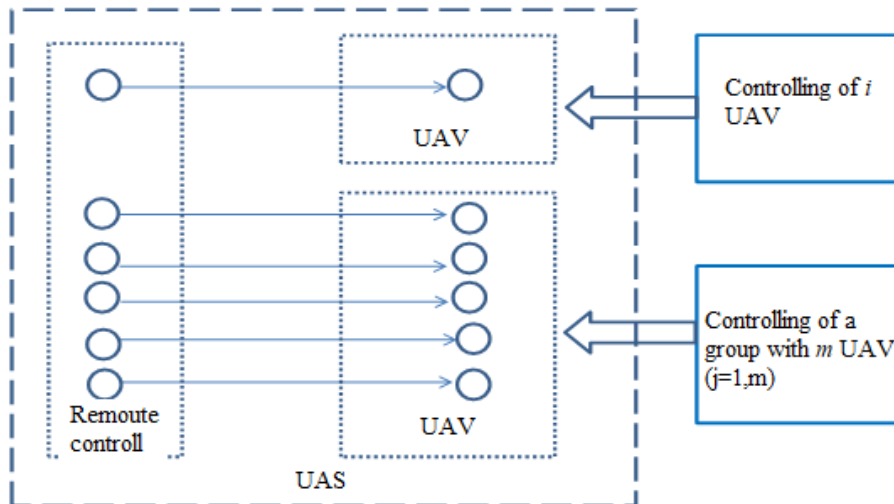 Controlling of i
UAV
UAV
Controlling of a
group with m UAV
(j=1,m)
Remoute
controll
UAV
UAS